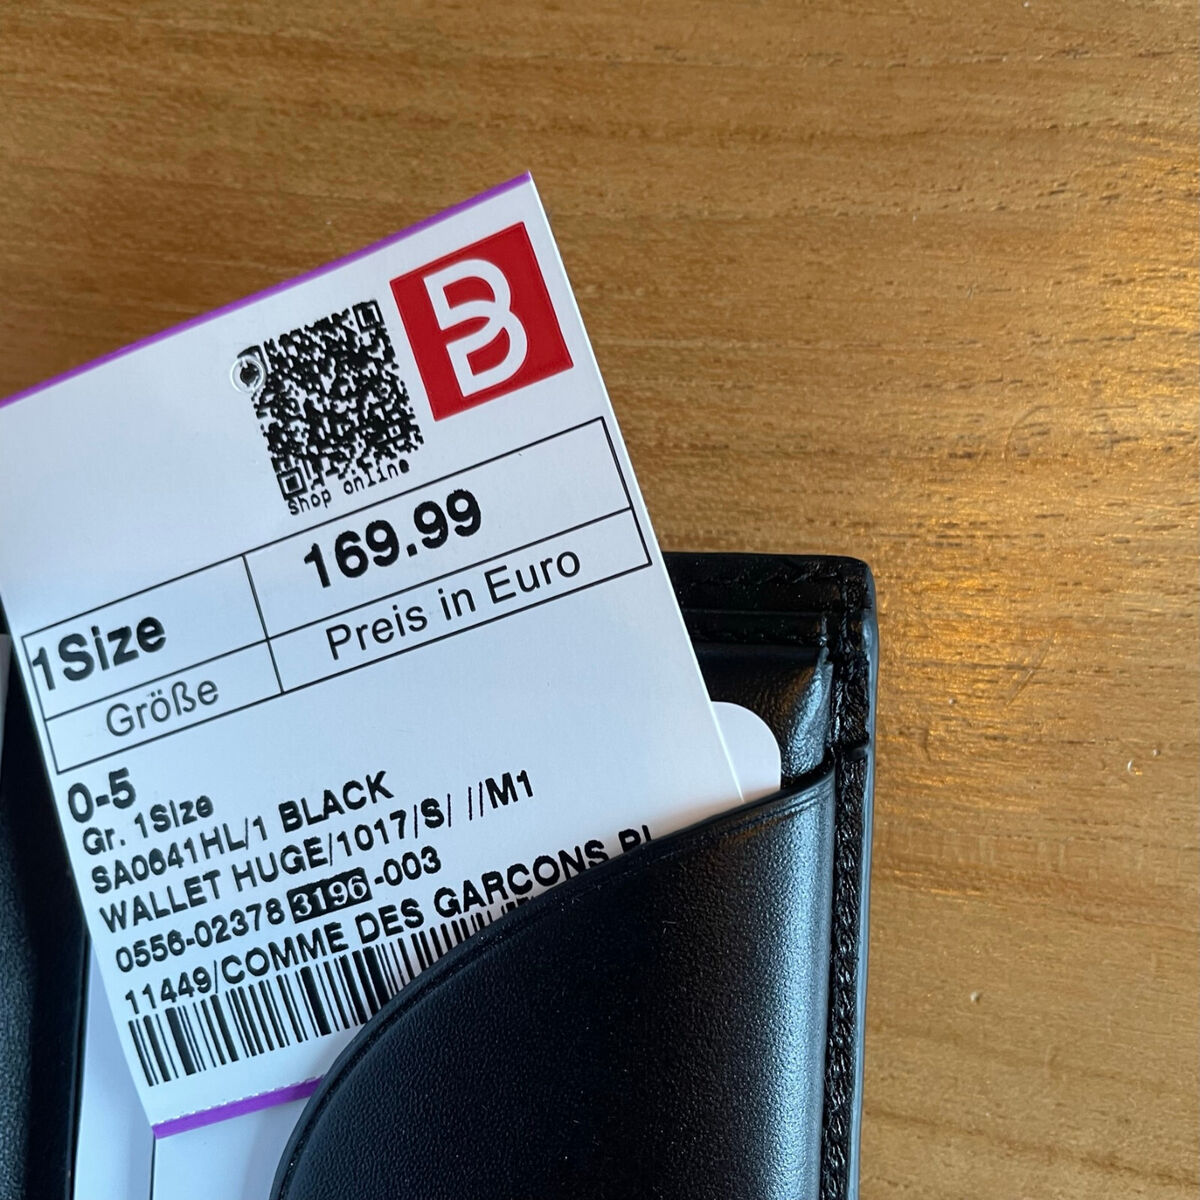 B
Shop online
169.99
1Size
Preis in Euro
Größe
0-5
Gr. 1Size
SA0641HL/1 BLACK
WALLET HUGE/1017/S/ //M1
0556-02378 3196 -003
11449/COMME DES GARCONS